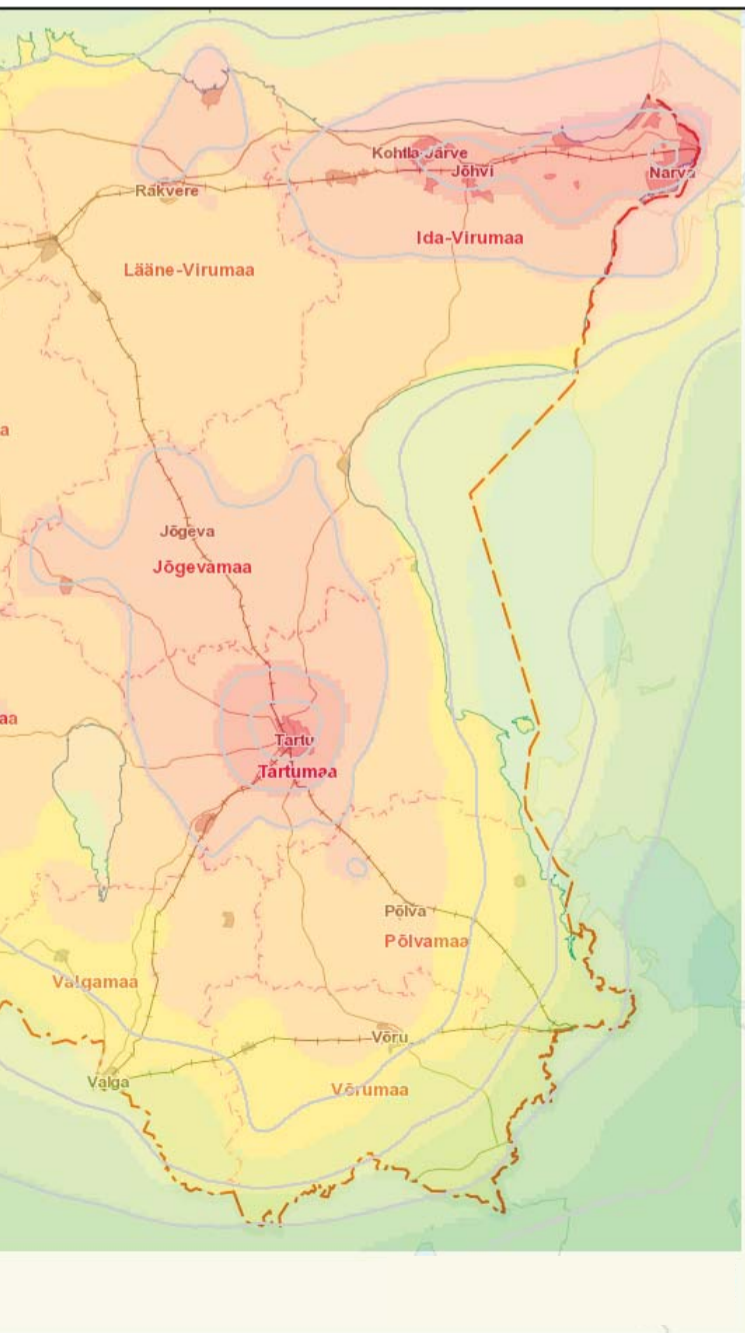 Kohtla-Järve
Jõhvi
Narva
Rakvere
Ida-Virumaa
Lääne-Virumaa
a
Jõgeva
Jõgevamaa
aa
Tartu
Tartumaa
Põlva
Põlvamaa
Valgamaa
Võru
Valga
Võrumaa